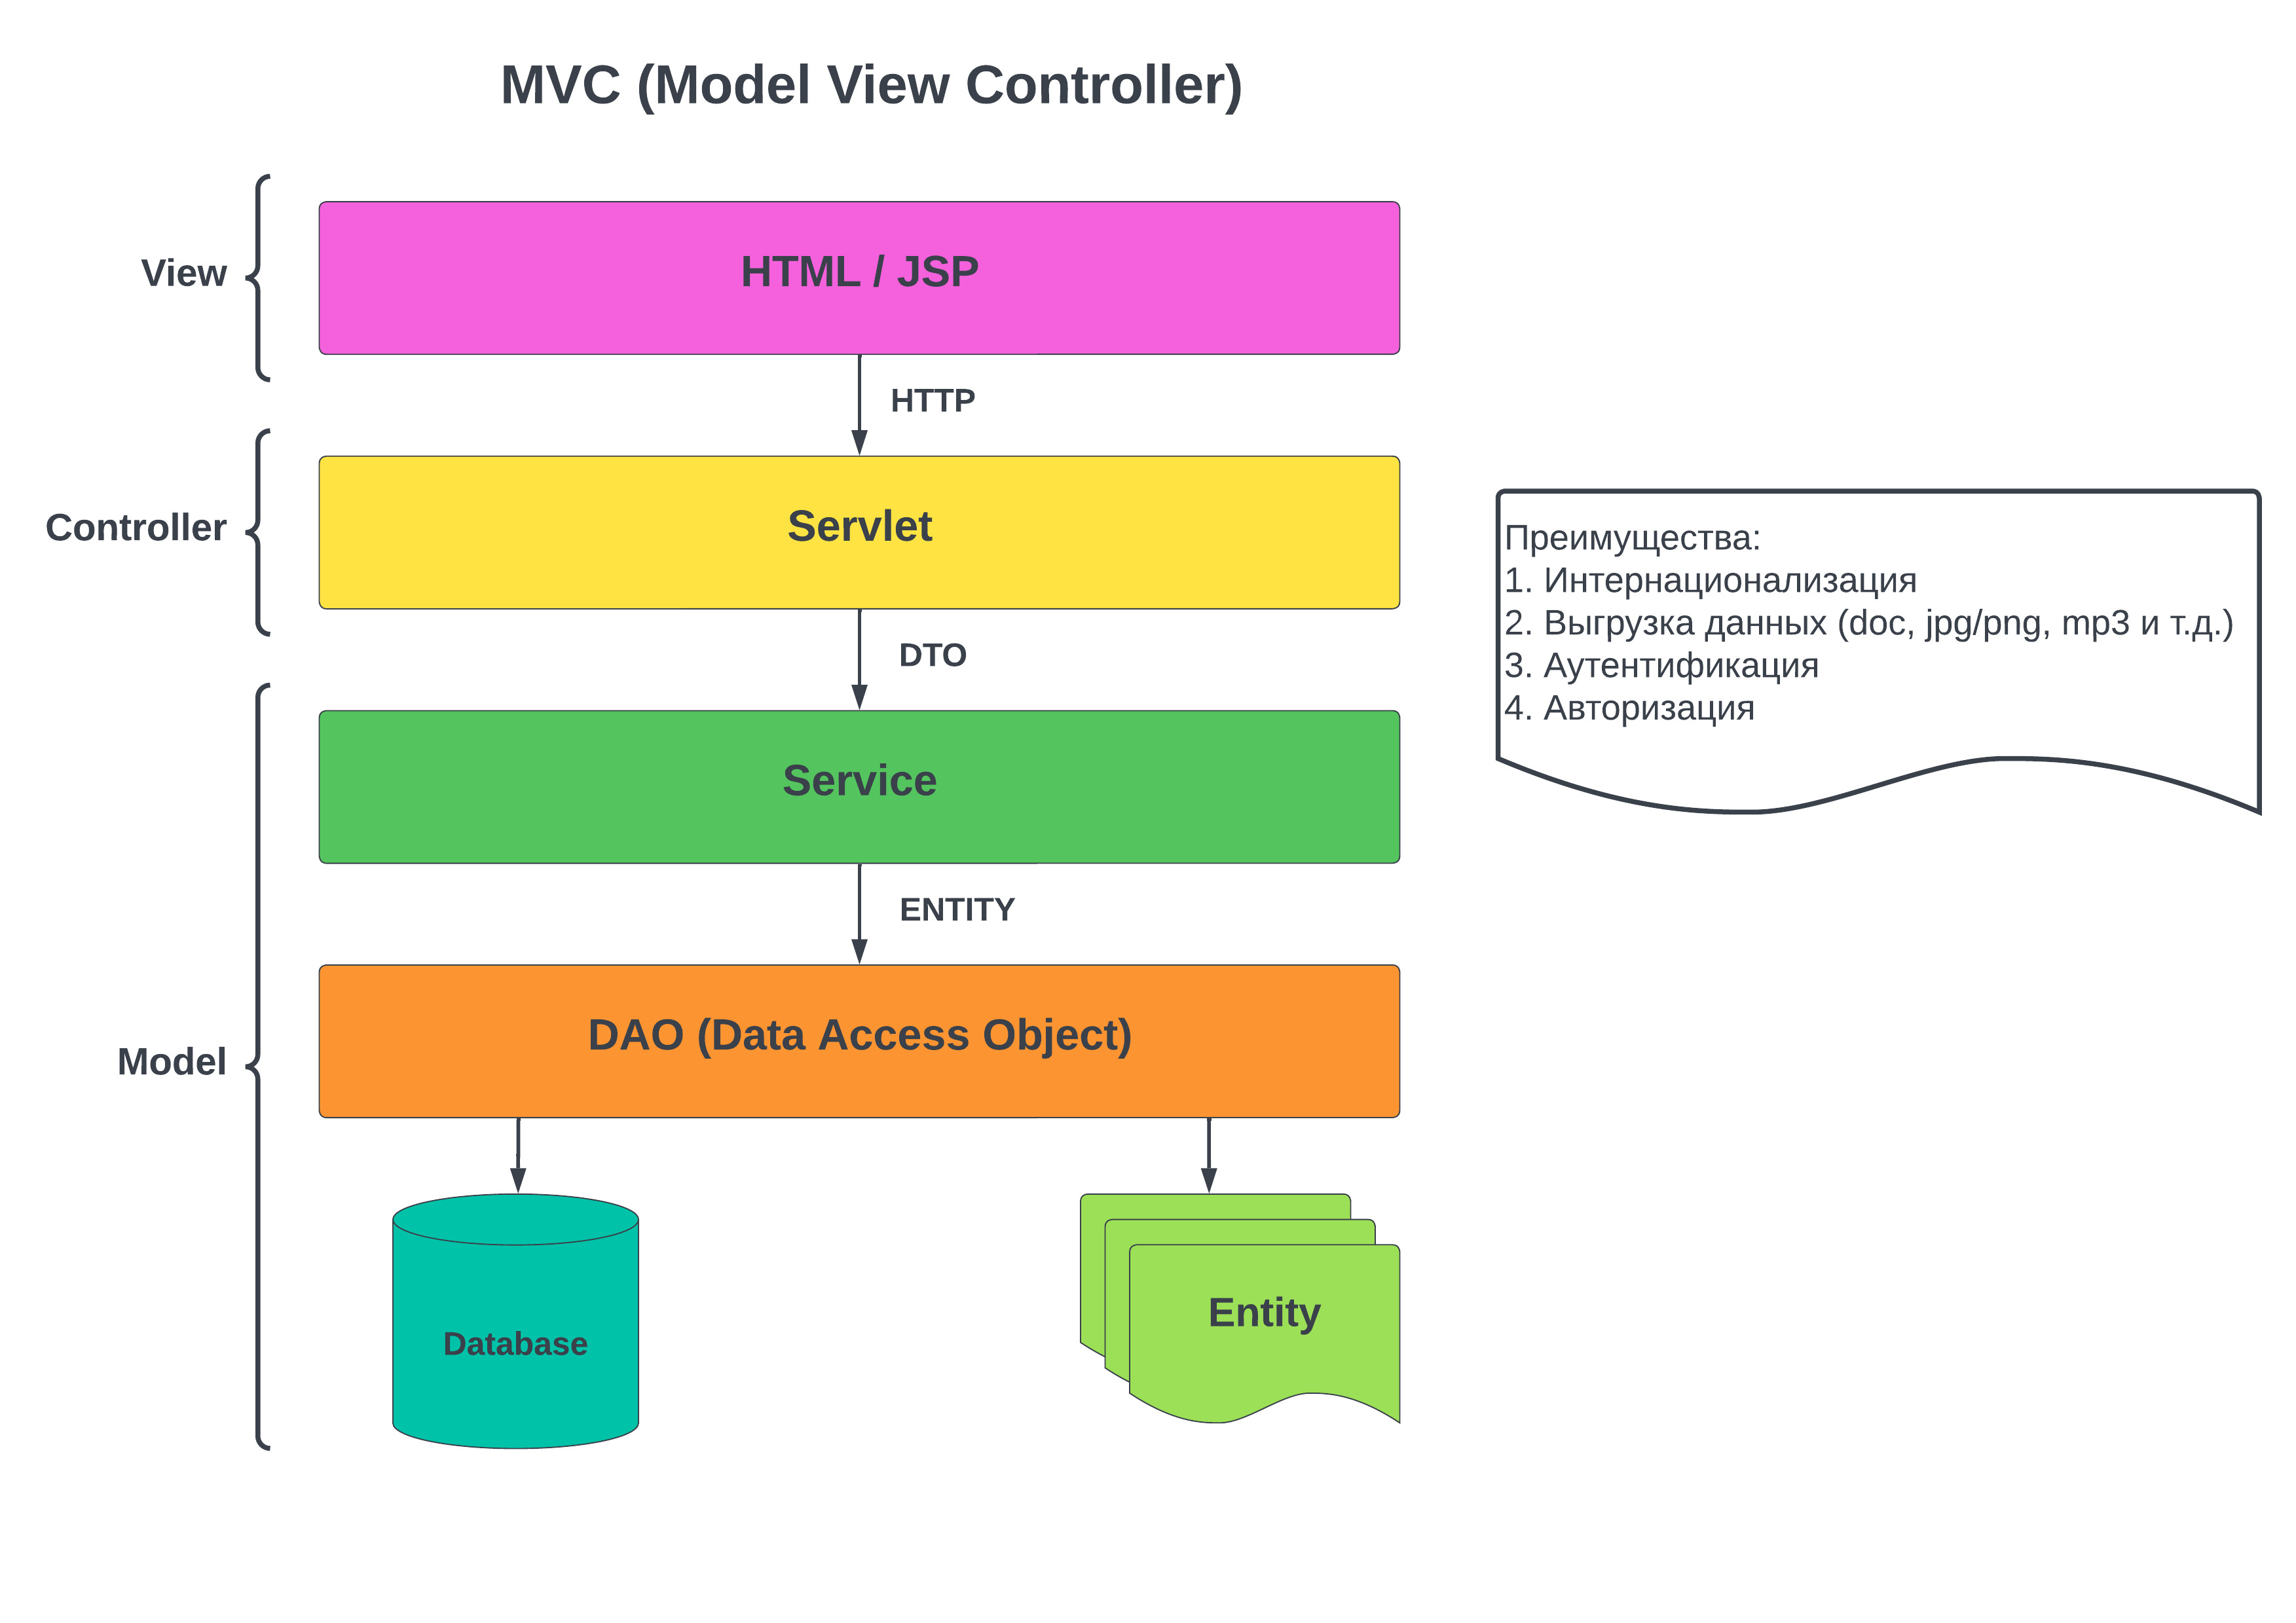 MVC (Model View Controller)
View
HTML / JSP
HTTP
Controller
Servlet
DTO
Service
ENTITY
Model
DAO (Data Access Object)
Database
Entity
Преимущества:
1. Интернационализация
2. Выгрузка данных (doc, jpg/png, mp3 и т.д.)
3. Аутентификация
4. Авторизация